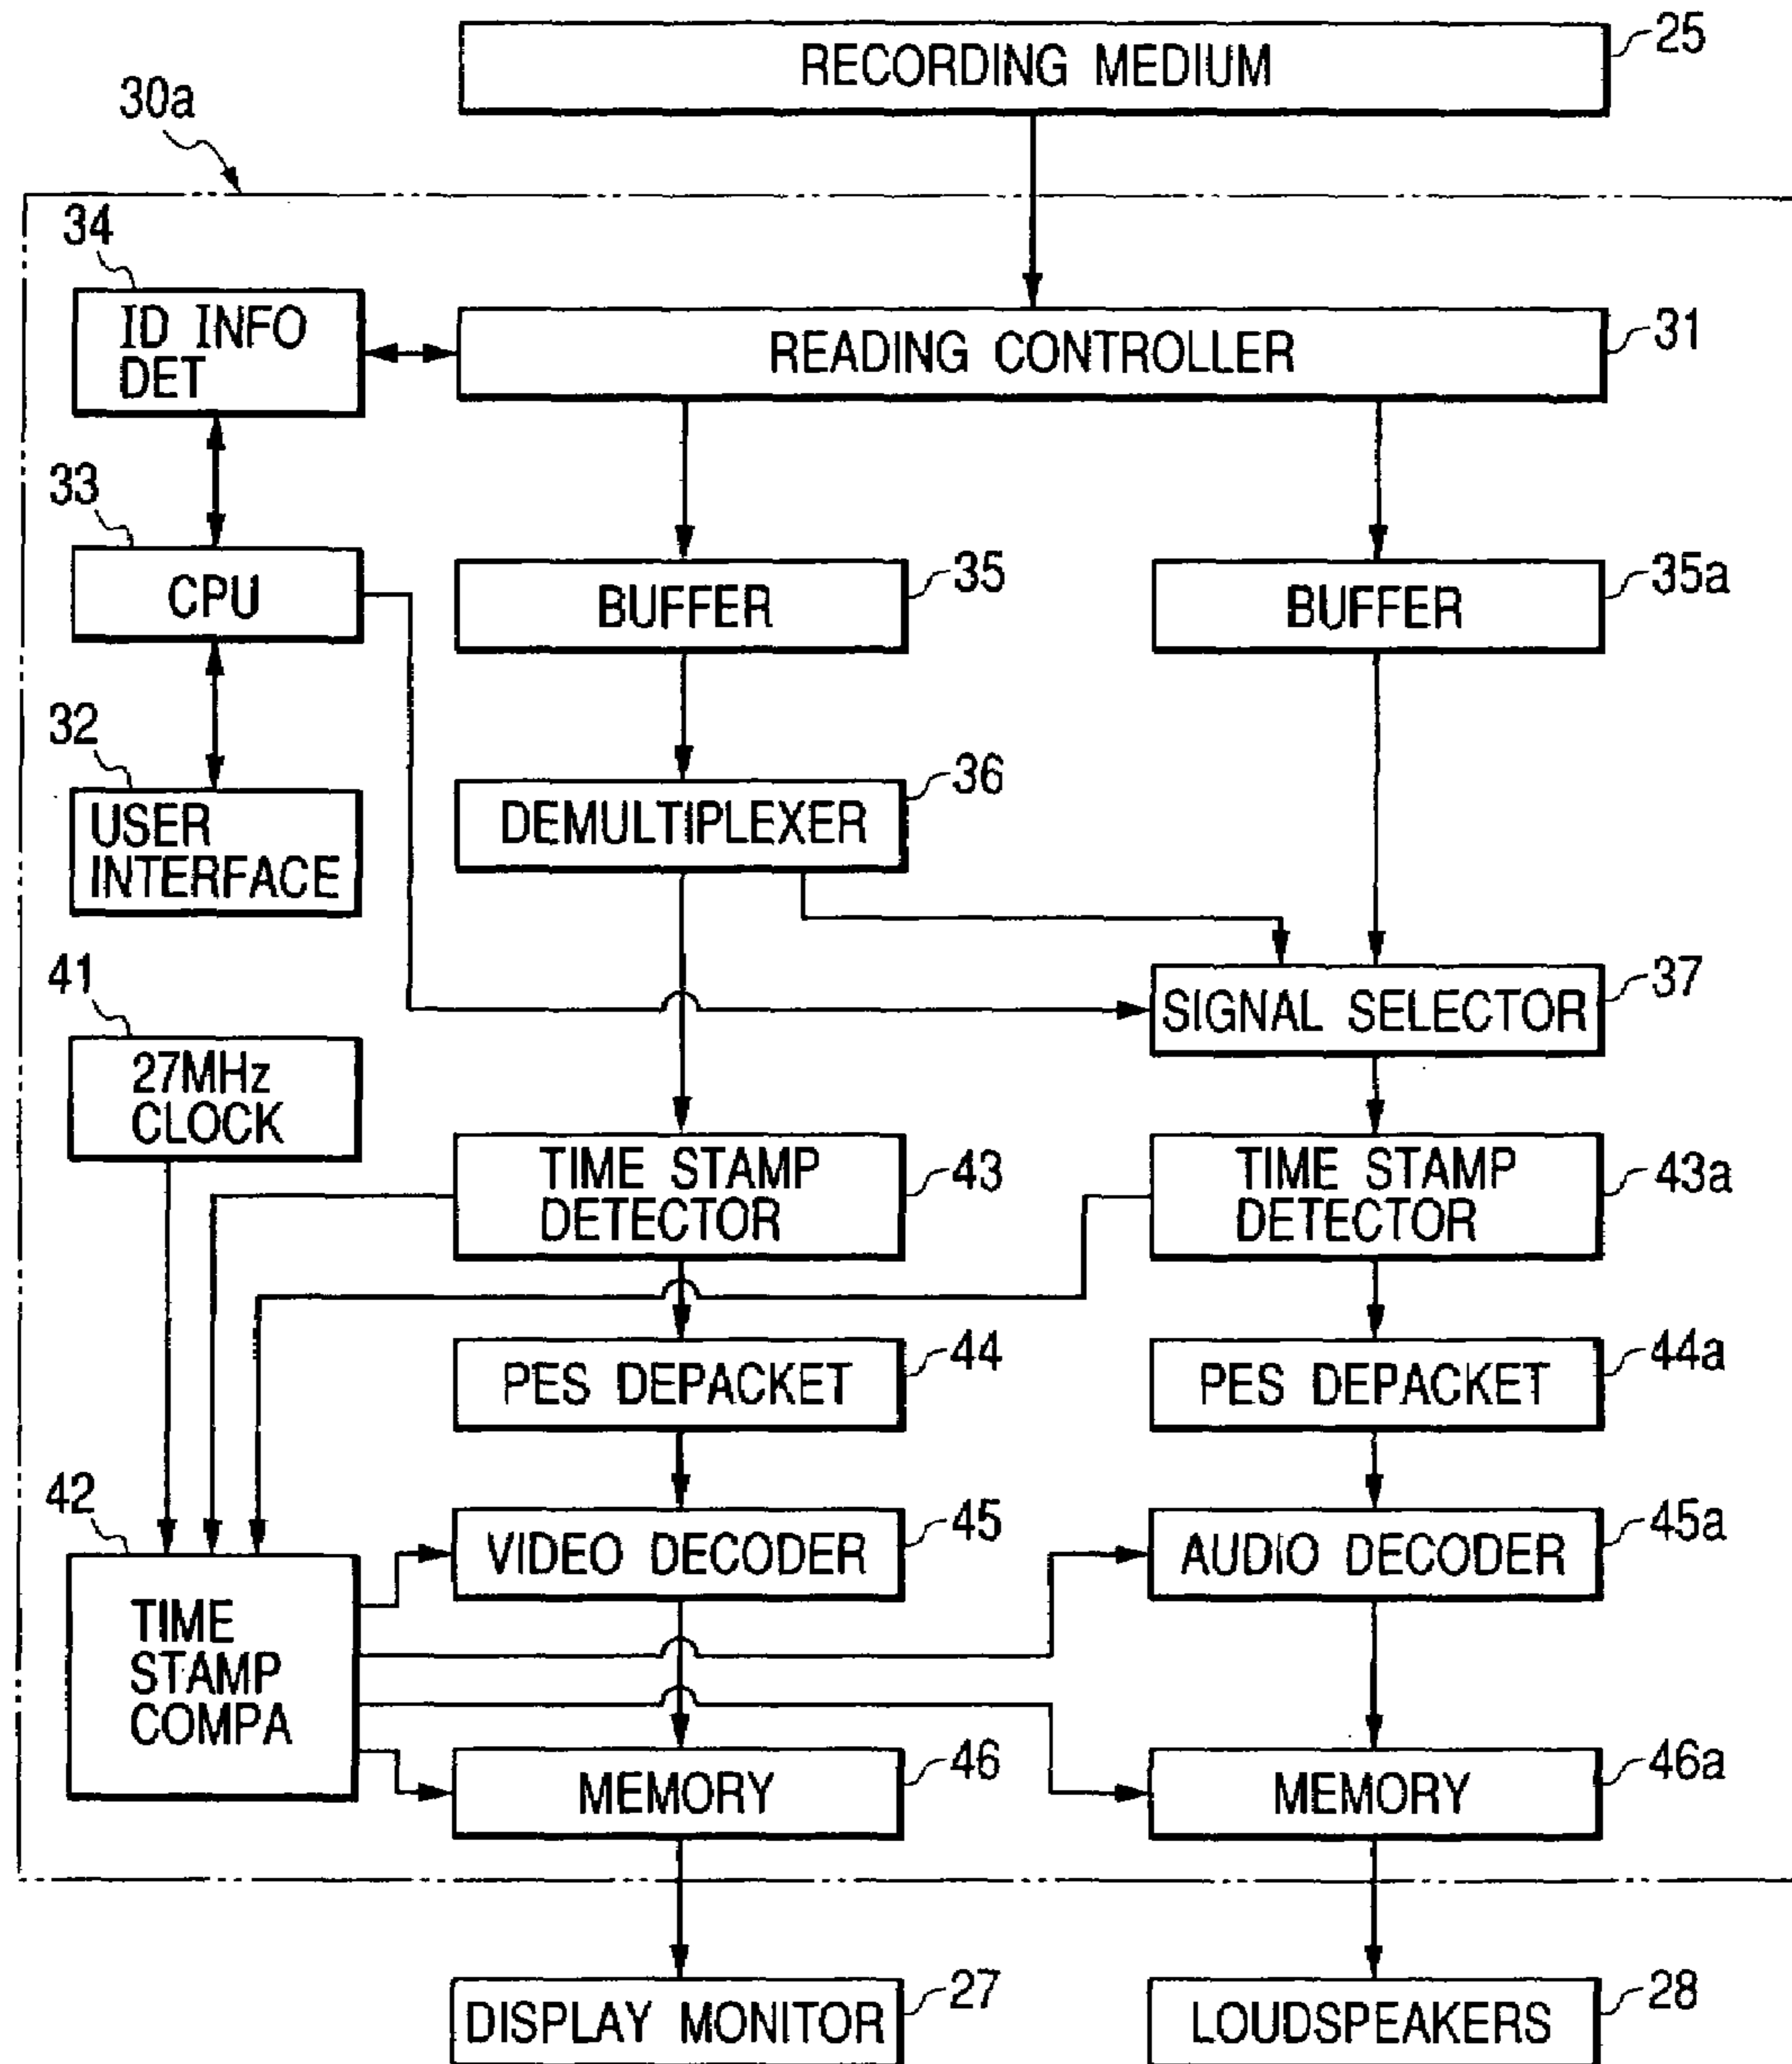 RECORDING MEDIUM
25
30a
34
ID INFO
DET
READING CONTROLLER
31
33
CPU
BUFFER
35
BUFFER
35a
32
USER
INTERFACE
DEMULTIPLEXER
36
41
27MHz
CLOCK
SIGNAL SELECTOR
37
TIME STAMP
DETECTOR
43
TIME STAMP
DETECTOR
43a
PES DEPACKET
44
PES DEPACKET
44a
42
TIME
STAMP
COMPA
VIDEO DECODER
45
AUDIO DECODER
45a
MEMORY
46
MEMORY
46a
DISPLAY MONITOR
27
LOUDSPEAKERS
28